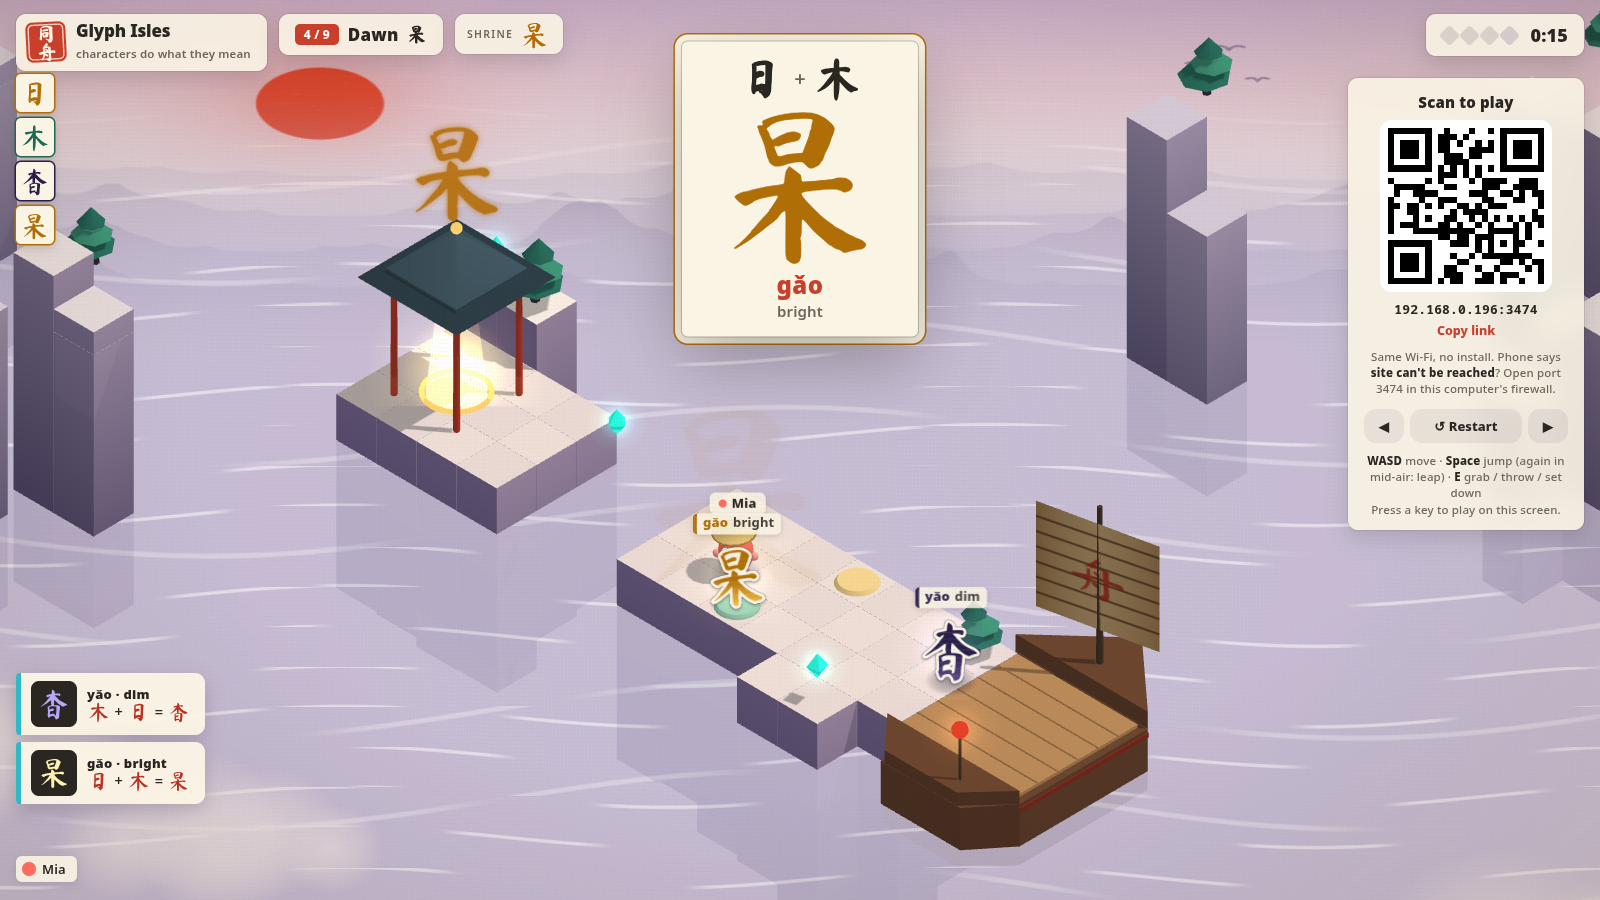 同舟
Glyph Isles
characters do what they mean
4 / 9 Dawn 杲
SHRINE 杲
0:15
日
木
杳
杲
杲
日 + 木
杲
gǎo
bright
Scan to play
192.168.0.196:3474
Copy link
Same Wi-Fi, no install. Phone says
site can't be reached? Open port
3474 in this computer's firewall.
◀ ↺ Restart ▶
WASD move · Space jump (again in
mid-air: leap) · E grab / throw / set
down
Press a key to play on this screen.
杲
Mia
gǎo bright
杲
yǎo dim
杳
舟
杳
yǎo · dim
木 + 日 = 杳
杲
gǎo · bright
日 + 木 = 杲
Mia